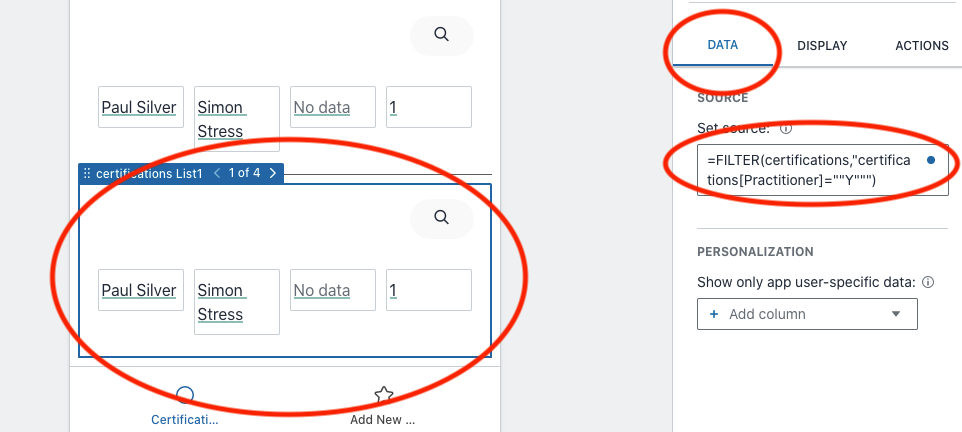 Paul Silver
Simon
Stress
No data
1
certifications List1
1 of 4
Paul Silver
Simon
Stress
No data
1
Certificati...
Add New ...
DATA
DISPLAY
ACTIONS
SOURCE
Set source:
=FILTER(certifications,"certifica
tions[Practitioner]=""Y""")
PERSONALIZATION
Show only app user-specific data:
+ Add column